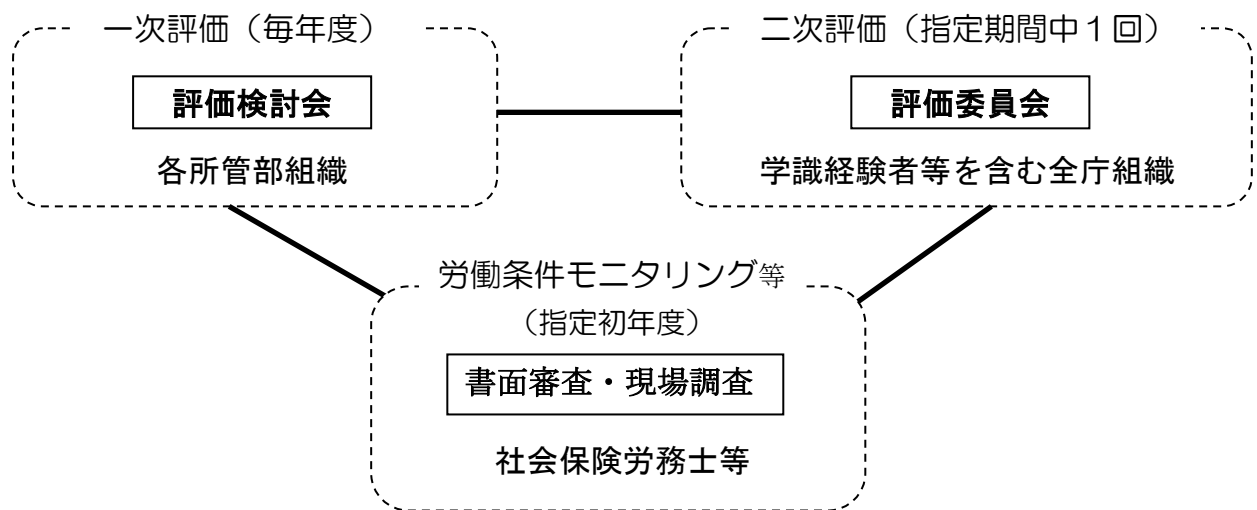 一次評価（毎年度）
評価検討会
各所管部組織
二次評価（指定期間中１回）
評価委員会
学識経験者等を含む全庁組織
労働条件モニタリング等
（指定初年度）
書面審査・現場調査
社会保険労務士等